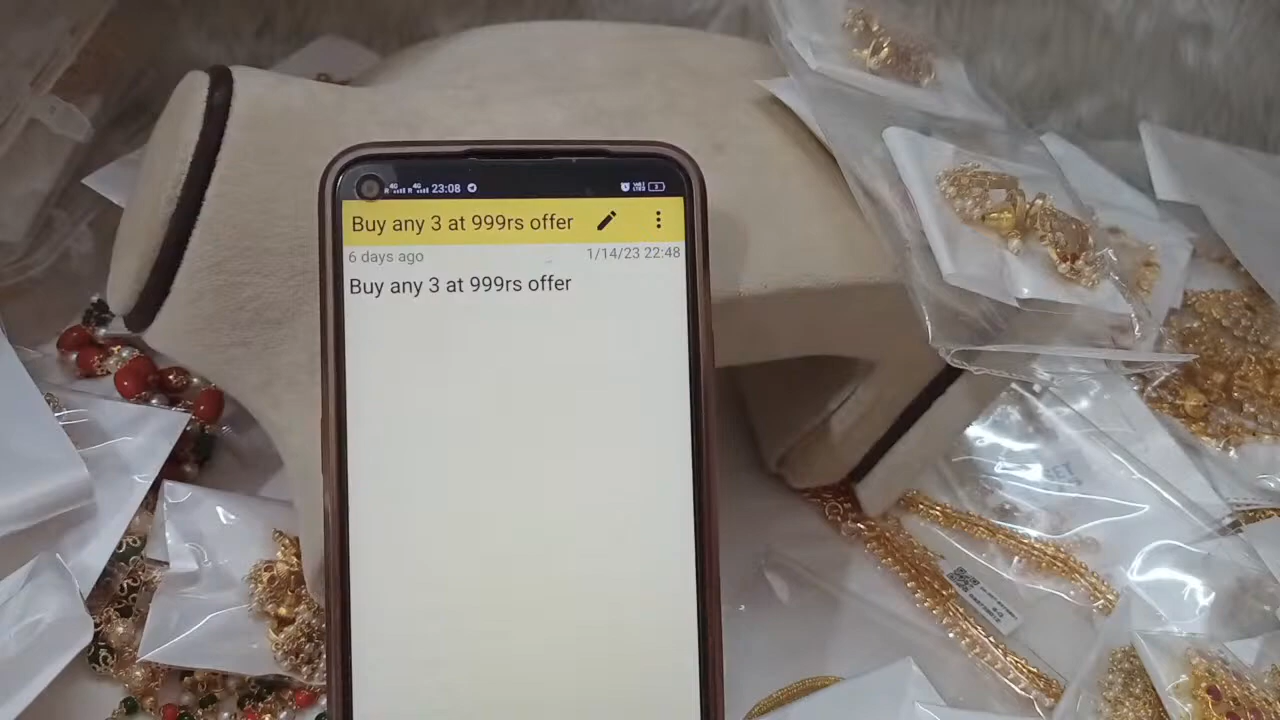 23:08
Buy any 3 at 999rs offer
6 days ago 1/14/23 22:48
Buy any 3 at 999rs offer